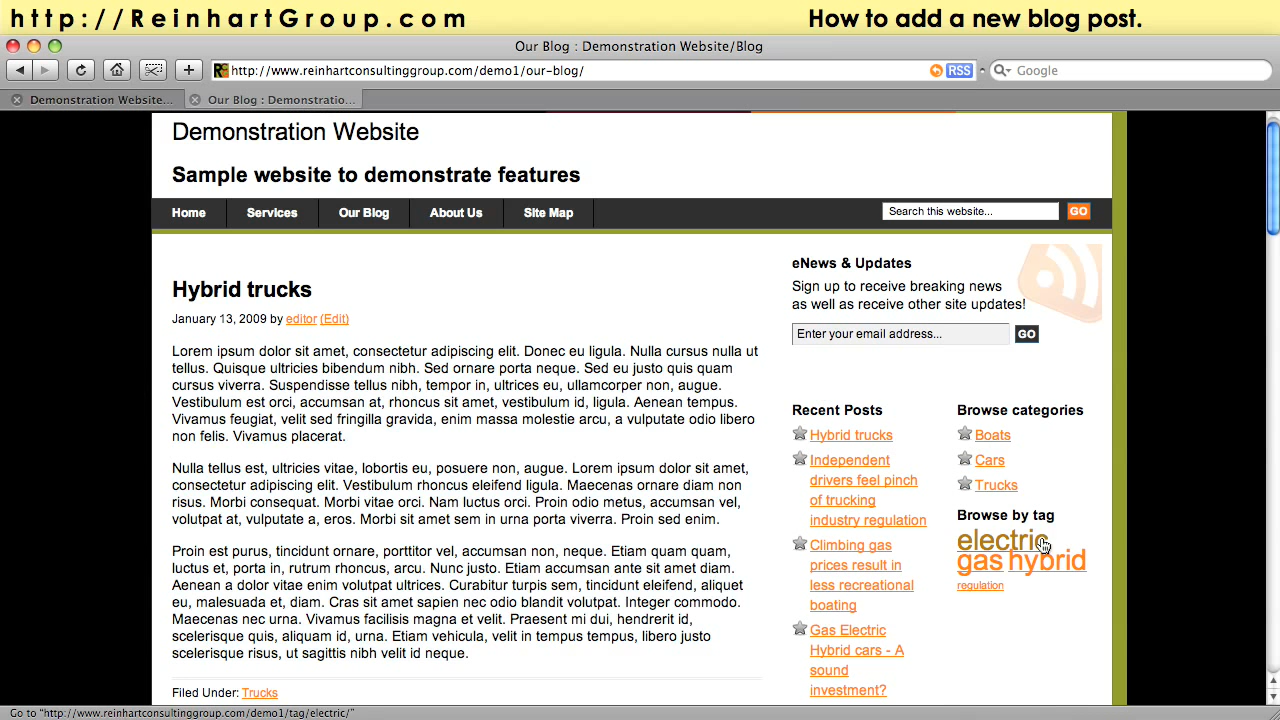 http://ReinhartGroup.com
How to add a new blog post.
Our Blog : Demonstration Website/Blog
http://www.reinhartconsultinggroup.com/demo1/our-blog/
RSS
Google
Demonstration Website...
Our Blog : Demonstratio...
Demonstration Website
Sample website to demonstrate features
Home
Services
Our Blog
About Us
Site Map
Search this website...
GO
Hybrid trucks
January 13, 2009 by editor (Edit)
Lorem ipsum dolor sit amet, consectetur adipiscing elit. Donec eu ligula. Nulla cursus nulla ut
tellus. Quisque ultricies bibendum nibh. Sed ornare porta neque. Sed eu justo quis quam
cursus viverra. Suspendisse tellus nibh, tempor in, ultrices eu, ullamcorper non, augue.
Vestibulum est orci, accumsan at, rhoncus sit amet, vestibulum id, ligula. Aenean tempus.
Vivamus feugiat, velit sed fringilla gravida, enim massa molestie arcu, a vulputate odio libero
non felis. Vivamus placerat.
Nulla tellus est, ultricies vitae, lobortis eu, posuere non, augue. Lorem ipsum dolor sit amet,
consectetur adipiscing elit. Vestibulum rhoncus eleifend ligula. Maecenas ornare diam non
risus. Morbi consequat. Morbi vitae orci. Nam luctus orci. Proin odio metus, accumsan vel,
volutpat at, vulputate a, eros. Morbi sit amet sem in urna porta viverra. Proin sed enim.
Proin est purus, tincidunt ornare, porttitor vel, accumsan non, neque. Etiam quam quam,
luctus et, porta in, rutrum rhoncus, arcu. Nunc justo. Etiam accumsan ante sit amet diam.
Aenean a dolor id enim volutpat ultrices. Curabitur turpis sem, tincidunt eleifend, aliquet
eu, malesuada et, diam. Cras sit amet sapien nec odio blandit volutpat. Integer commodo.
Maecenas nec urna. Vivamus facilisis magna et velit. Praesent mi dui, hendrerit id,
scelerisque quis, aliquam id, urna. Etiam vehicula, velit in tempus tempus, libero justo
scelerisque risus, ut sagittis nibh velit id neque.
Filed Under: Trucks
eNews & Updates
Sign up to receive breaking news
as well as receive other site updates!
Enter your email address...
GO
Recent Posts
Hybrid trucks
Independent
drivers feel pinch
of trucking
industry regulation
Climbing gas
prices result in
less recreational
boating
Gas Electric
Hybrid cars - A
sound
investment?
Browse categories
Boats
Cars
Trucks
Browse by tag
electric
gas hybrid
regulation
Go to "http://www.reinhartconsultinggroup.com/demo1/tag/electric/"